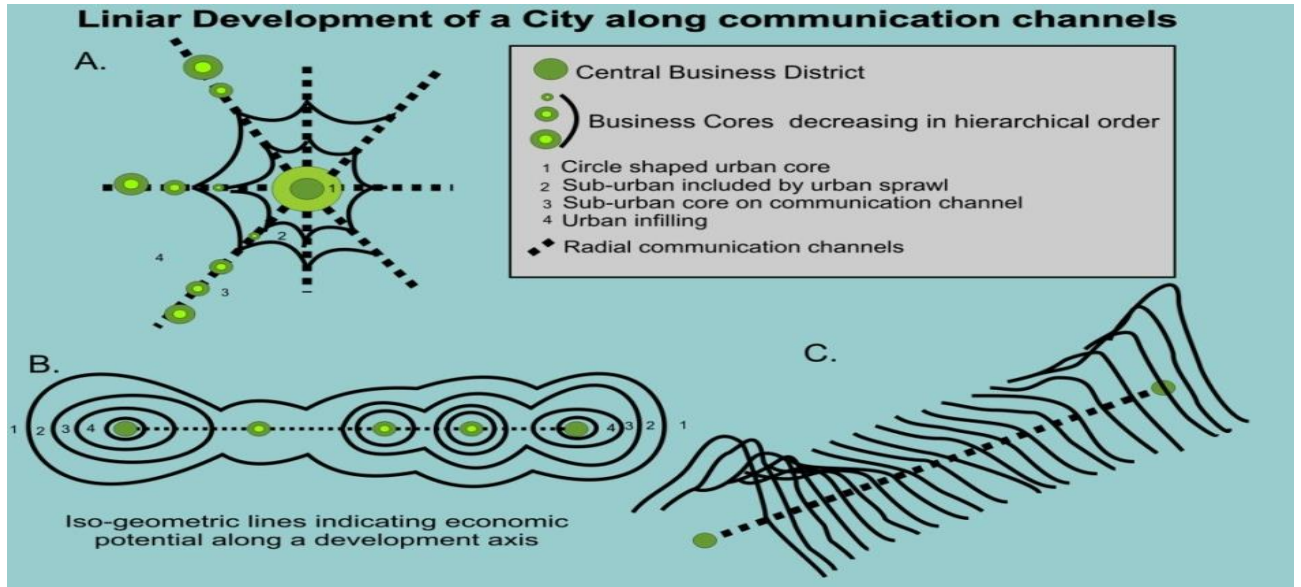 Liniar Development of a City along communication channels
A.
Central Business District
Business Cores decreasing in hierarchical order
1 Circle shaped urban core
2 Sub-urban included by urban sprawl
3 Sub-urban core on communication channel
4 Urban infilling
Radial communication channels
1
2
4
3
B.
1 2 3 4 4 3 2 1
Iso-geometric lines indicating economic
potential along a development axis
C.